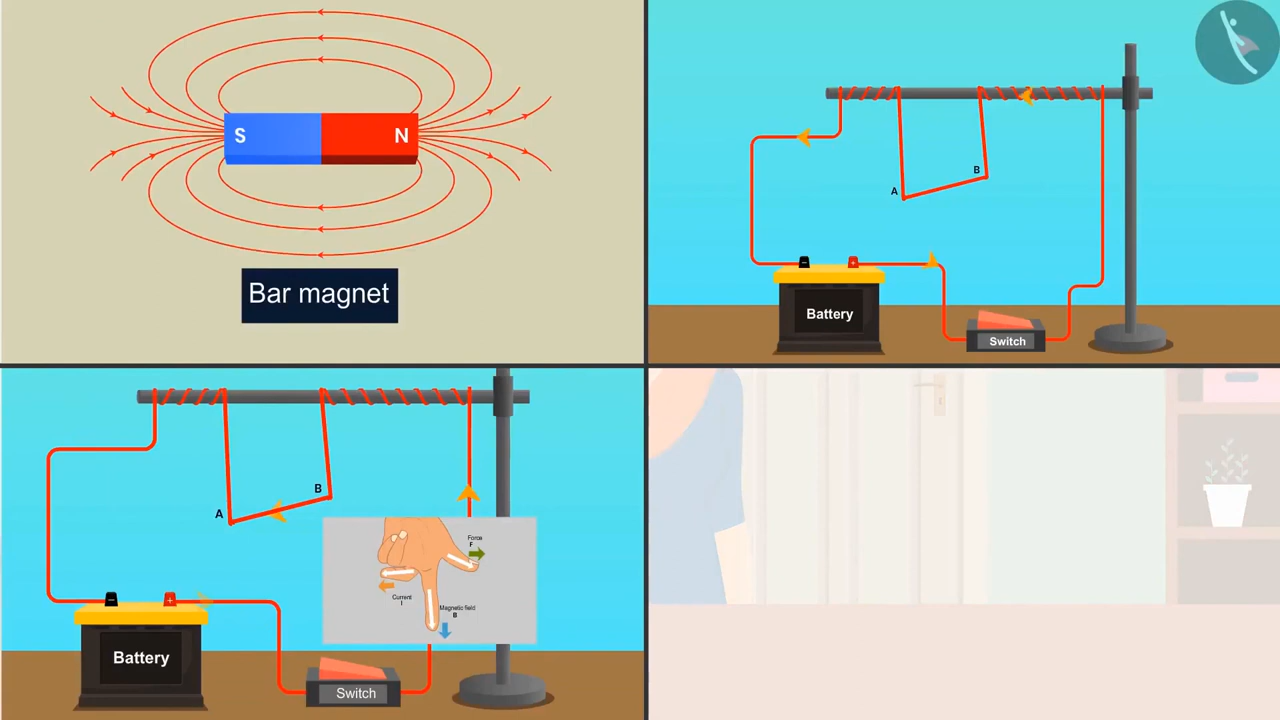 S N
Bar magnet
A
B
- +
Battery
Switch
A
B
- +
Battery
Switch
Force
F
Current
I
Magnetic field
B